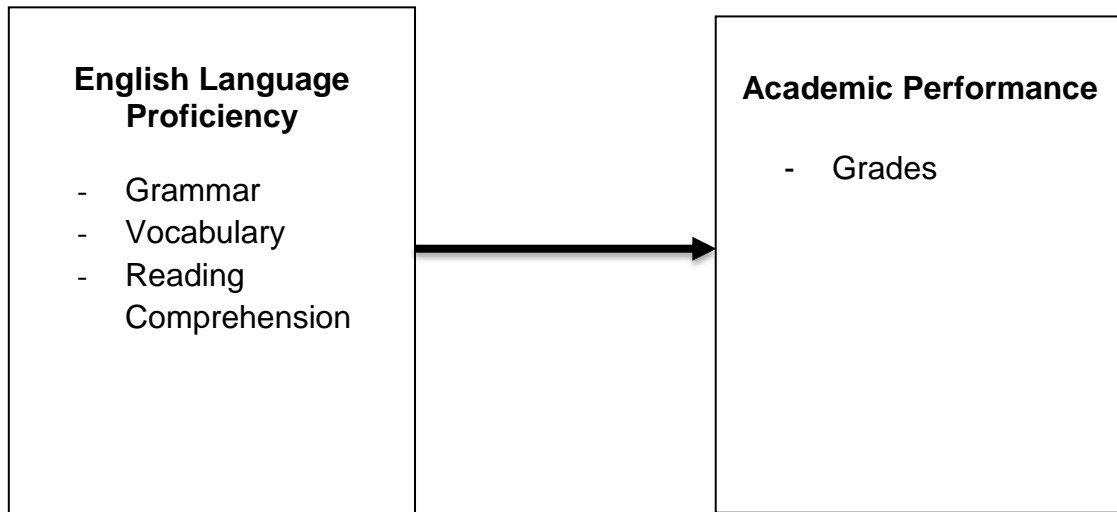 English Language
Proficiency
- Grammar
- Vocabulary
- Reading
Comprehension
Academic Performance
- Grades